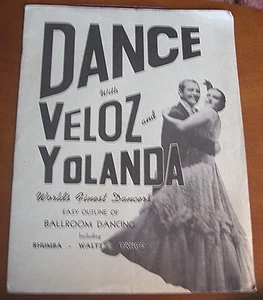 DANCE
With
VELOZ and
YOLANDA
World's Finest Dancers
EASY OUTLINE OF
BALLROOM DANCING
Including
RHUMBA - WALTZ - TANGO